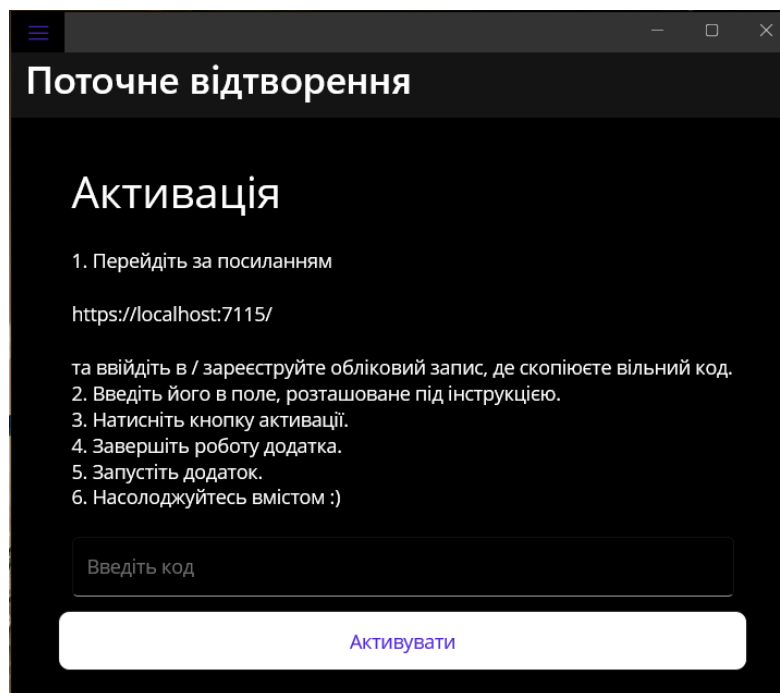 Поточне відтворення
Активація
1. Перейдіть за посиланням
https://localhost:7115/
та ввійдіть в / зареєструйте обліковий запис, де скопіюєте вільний код.
2. Введіть його в поле, розташоване під інструкцією.
3. Натисніть кнопку активації.
4. Завершіть роботу додатка.
5. Запустіть додаток.
6. Насолоджуйтесь вмістом :)
Введіть код
Активувати